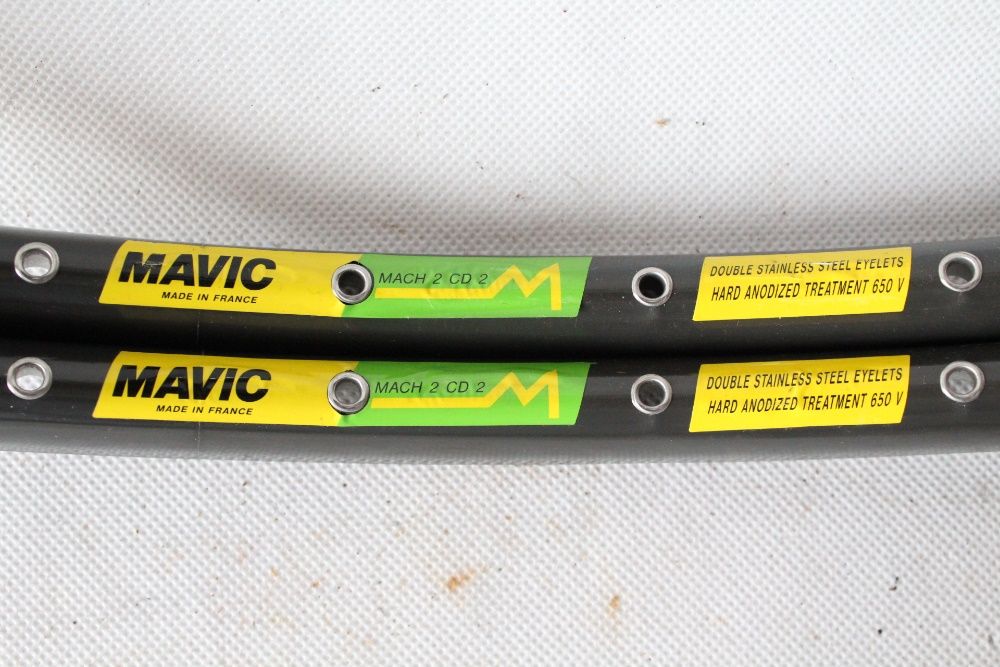 MAVIC
MADE IN FRANCE
MACH 2 CD 2
DOUBLE STAINLESS STEEL EYELETS
HARD ANODIZED TREATMENT 650 V
MAVIC
MADE IN FRANCE
MACH 2 CD 2
DOUBLE STAINLESS STEEL EYELETS
HARD ANODIZED TREATMENT 650 V